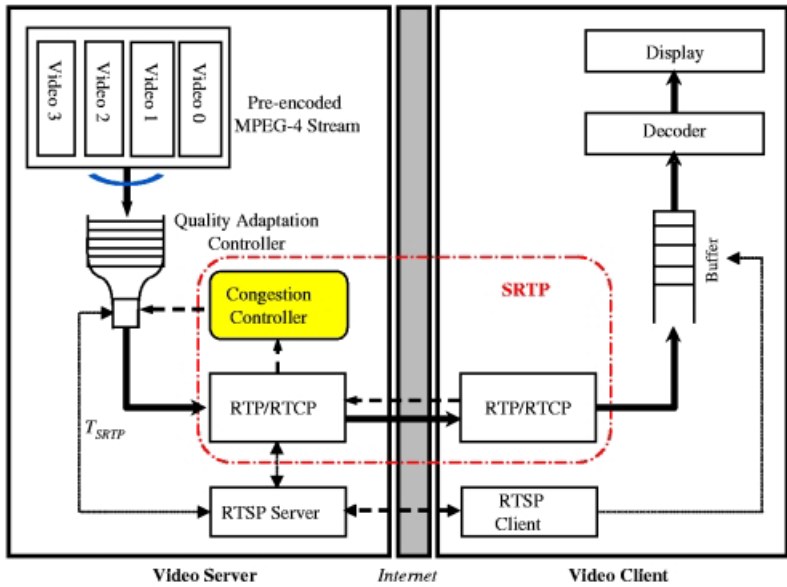 Video 3
Video 2
Video 1
Video 0
Pre-encoded
MPEG-4 Stream
Quality Adaptation
Controller
Congestion
Controller
SRTP
RTP/RTCP
RTP/RTCP
T_SRTP
RTSP Server
RTSP
Client
Display
Decoder
Buffer
Video Server
Internet
Video Client